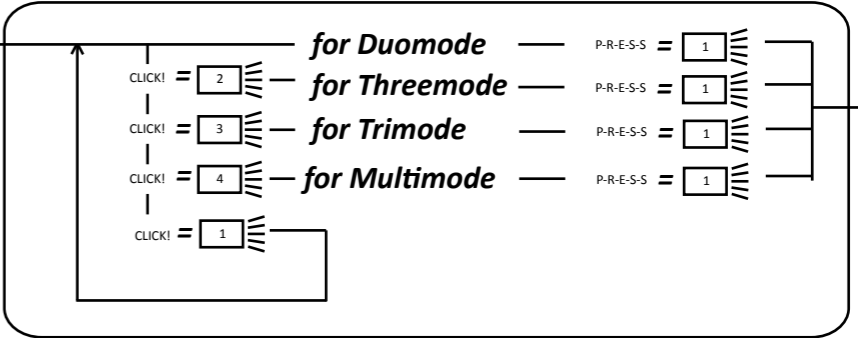 for Duomode P-R-E-S-S = 1
CLICK! = 2 for Threemode P-R-E-S-S = 1
CLICK! = 3 for Trimode P-R-E-S-S = 1
CLICK! = 4 for Multimode P-R-E-S-S = 1
CLICK! = 1